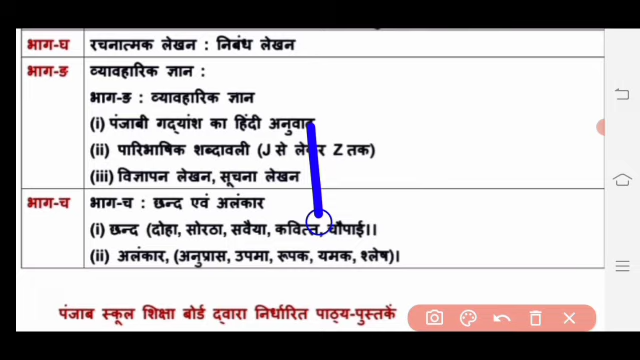 भाग-घ रचनात्मक लेखन : निबंध लेखन
भाग-ङ व्यावहारिक ज्ञान :
भाग-ङ : व्यावहारिक ज्ञान
(i) पंजाबी गद्यांश का हिंदी अनुवाद
(ii) पारिभाषिक शब्दावली (J से लेकर Z तक)
(iii) विज्ञापन लेखन, सूचना लेखन
भाग-च भाग-च : छन्द एवं अलंकार
(i) छन्द (दोहा, सोरठा, सवैया, कवित्त, चौपाई।।
(ii) अलंकार, (अनुप्रास, उपमा, रूपक, यमक, श्लेष)।
पंजाब स्कूल शिक्षा बोर्ड द्वारा निर्धारित पाठ्य-पुस्तकें